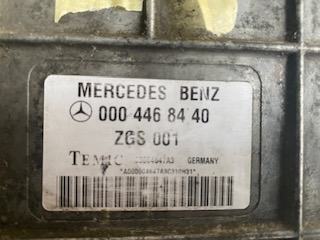 MERCEDES BENZ
000 446 84 40
ZGS 001
TEMIC GERMANY